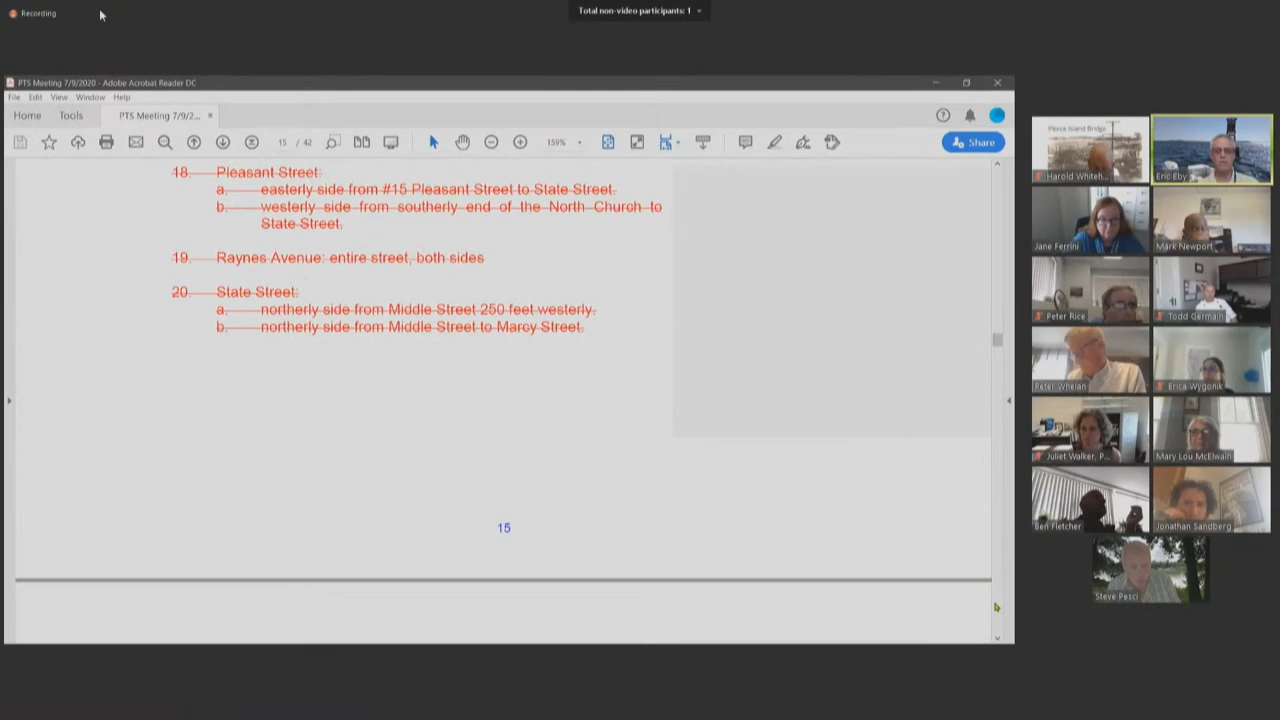 Recording
Total non-video participants: 1
PTS Meeting 7/9/2020 - Adobe Acrobat Reader DC
File Edit View Window Help
Home Tools PTS Meeting 7/9/2... ×
15 / 42 159% Share
18. Pleasant Street:
a. easterly side from #15 Pleasant Street to State Street.
b. westerly side from southerly end of the North Church to
State Street.
19. Raynes Avenue: entire street, both sides
20. State Street:
a. northerly side from Middle Street 250 feet westerly.
b. northerly side from Middle Street to Marcy Street.
15
Peirce Island Bridge
Harold Whiteh...
Eric Eby
Jane Ferrini
Mark Newport
Peter Rice
Todd Germain
Peter Whelan
Erica Wygonik
Juliet Walker, P...
Mary Lou McElwain
Ben Fletcher
Jonathan Sandberg
Steve Pesci